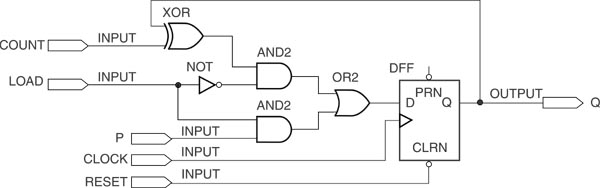 XOR
COUNT INPUT
AND2
LOAD INPUT NOT
OR2 DFF
PRN
D Q OUTPUT Q
AND2
P INPUT
CLOCK INPUT
CLRN
RESET INPUT